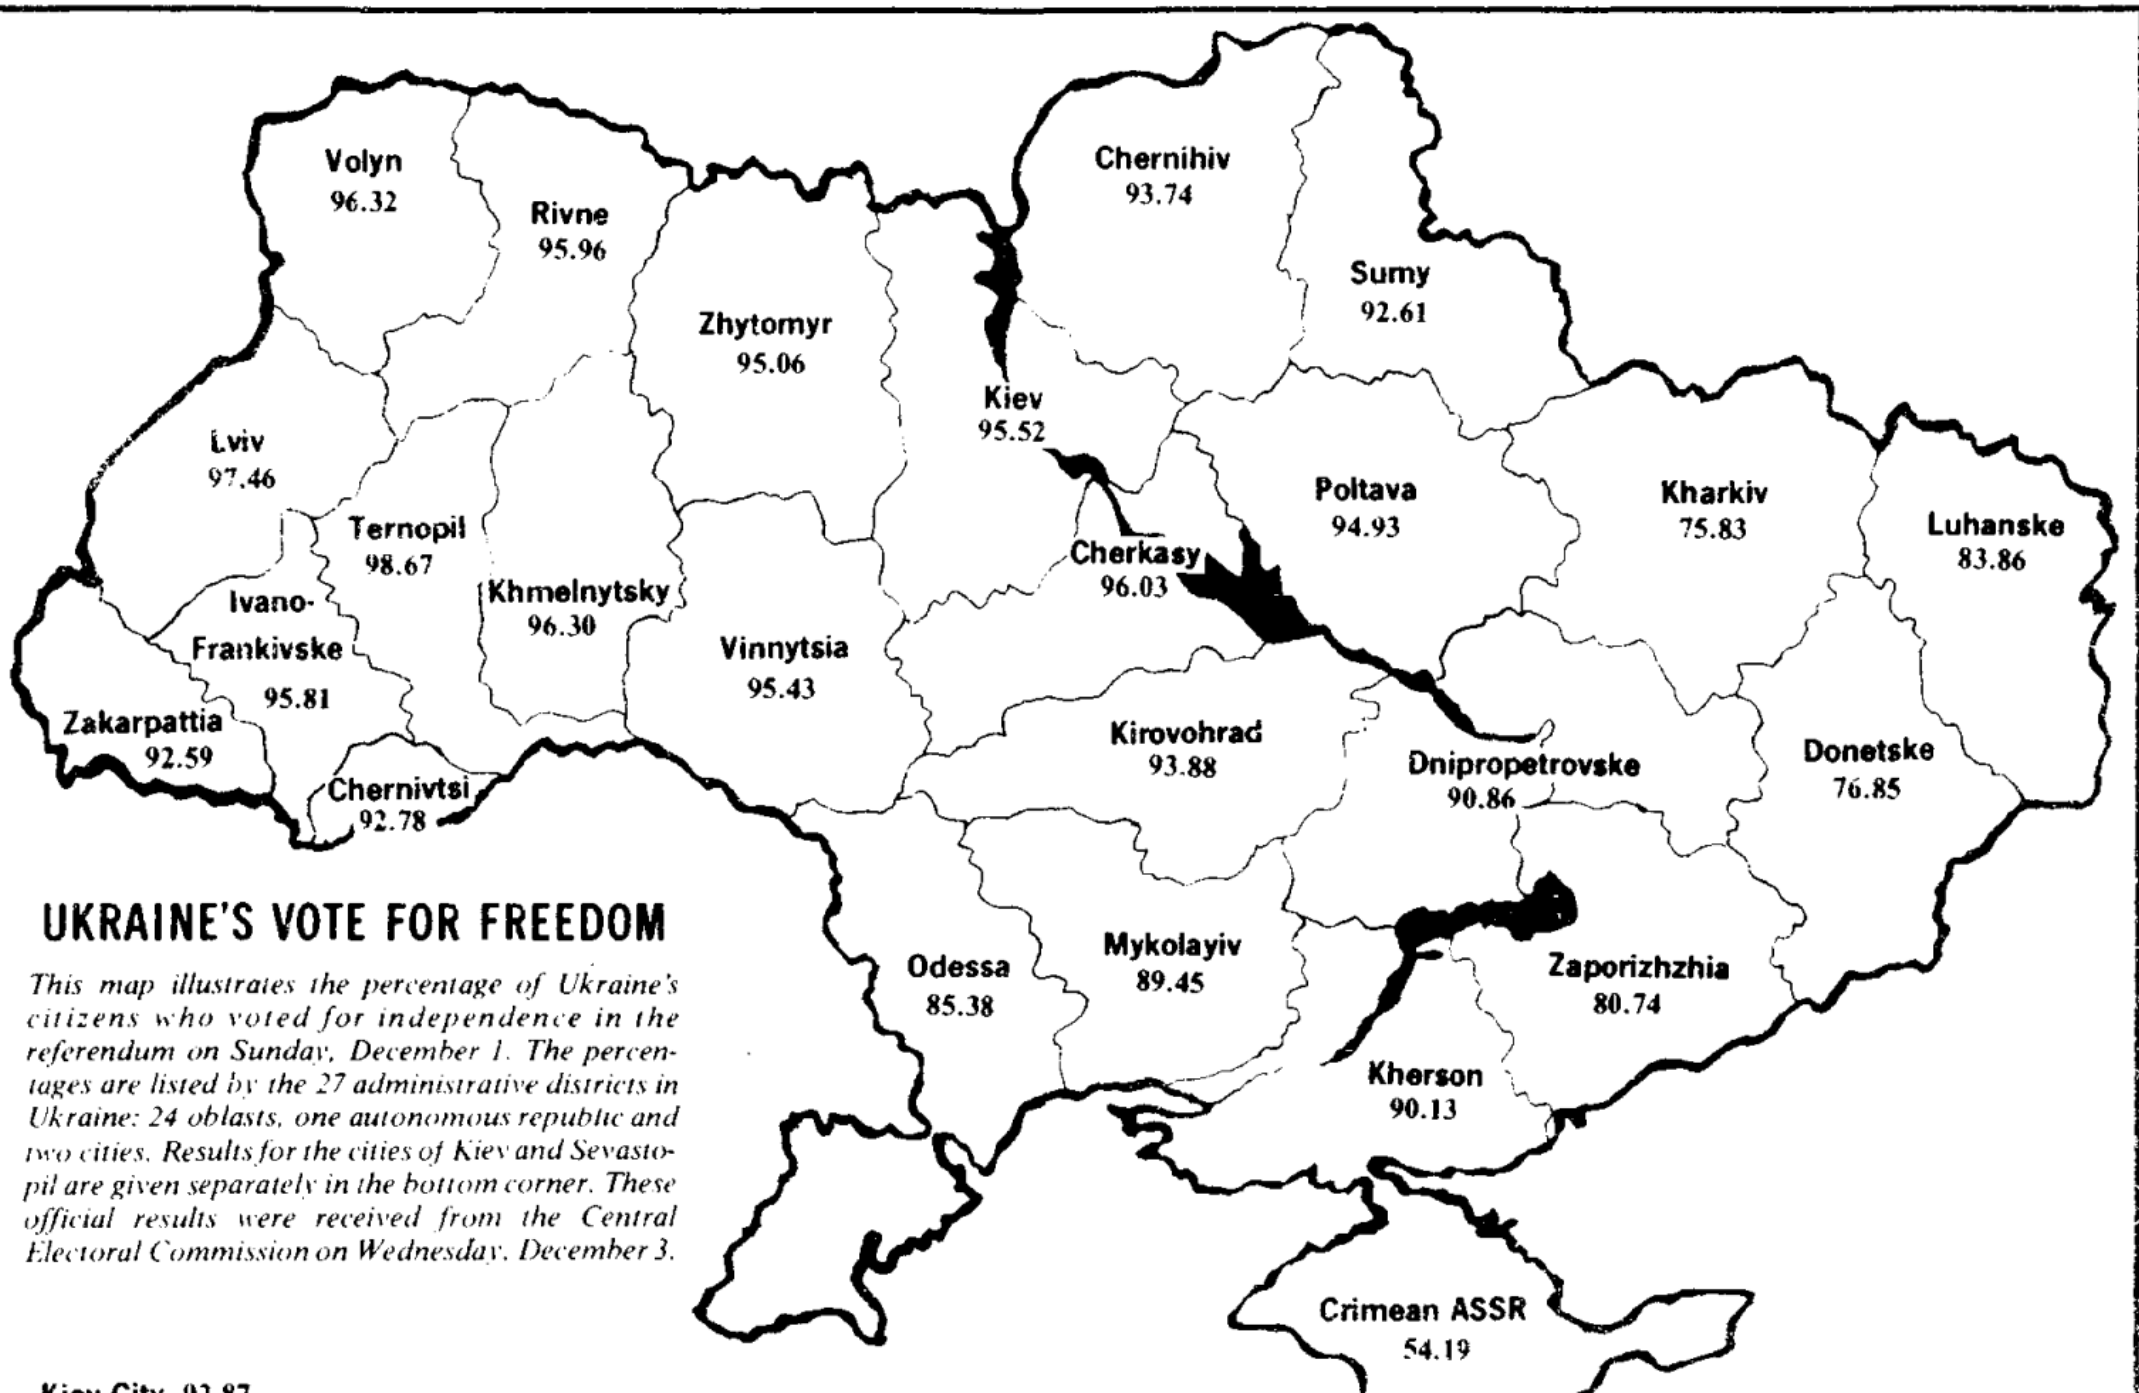 Volyn
96.32
Rivne
95.96
Chernihiv
93.74
Sumy
92.61
Zhytomyr
95.06
Kiev
95.52
Lviv
97.46
Ternopil
98.67
Khmelnytsky
96.30
Poltava
94.93
Kharkiv
75.83
Luhanske
83.86
Cherkasy
96.03
Ivano-
Frankivske
95.81
Vinnytsia
95.43
Zakarpattia
92.59
Chernivtsi
92.78
Kirovohrad
93.88
Dnipropetrovske
90.86
Donetske
76.85
Odessa
85.38
Mykolayiv
89.45
Zaporizhzhia
80.74
Kherson
90.13
Crimean ASSR
54.19
UKRAINE'S VOTE FOR FREEDOM
This map illustrates the percentage of Ukraine's
citizens who voted for independence in the
referendum on Sunday, December 1. The percen-
tages are listed by the 27 administrative districts in
Ukraine: 24 oblasts, one autonomous republic and
two cities. Results for the cities of Kiev and Sevasto-
pil are given separately in the bottom corner. These
official results were received from the Central
Electoral Commission on Wednesday, December 3.
Kiev City 92.87